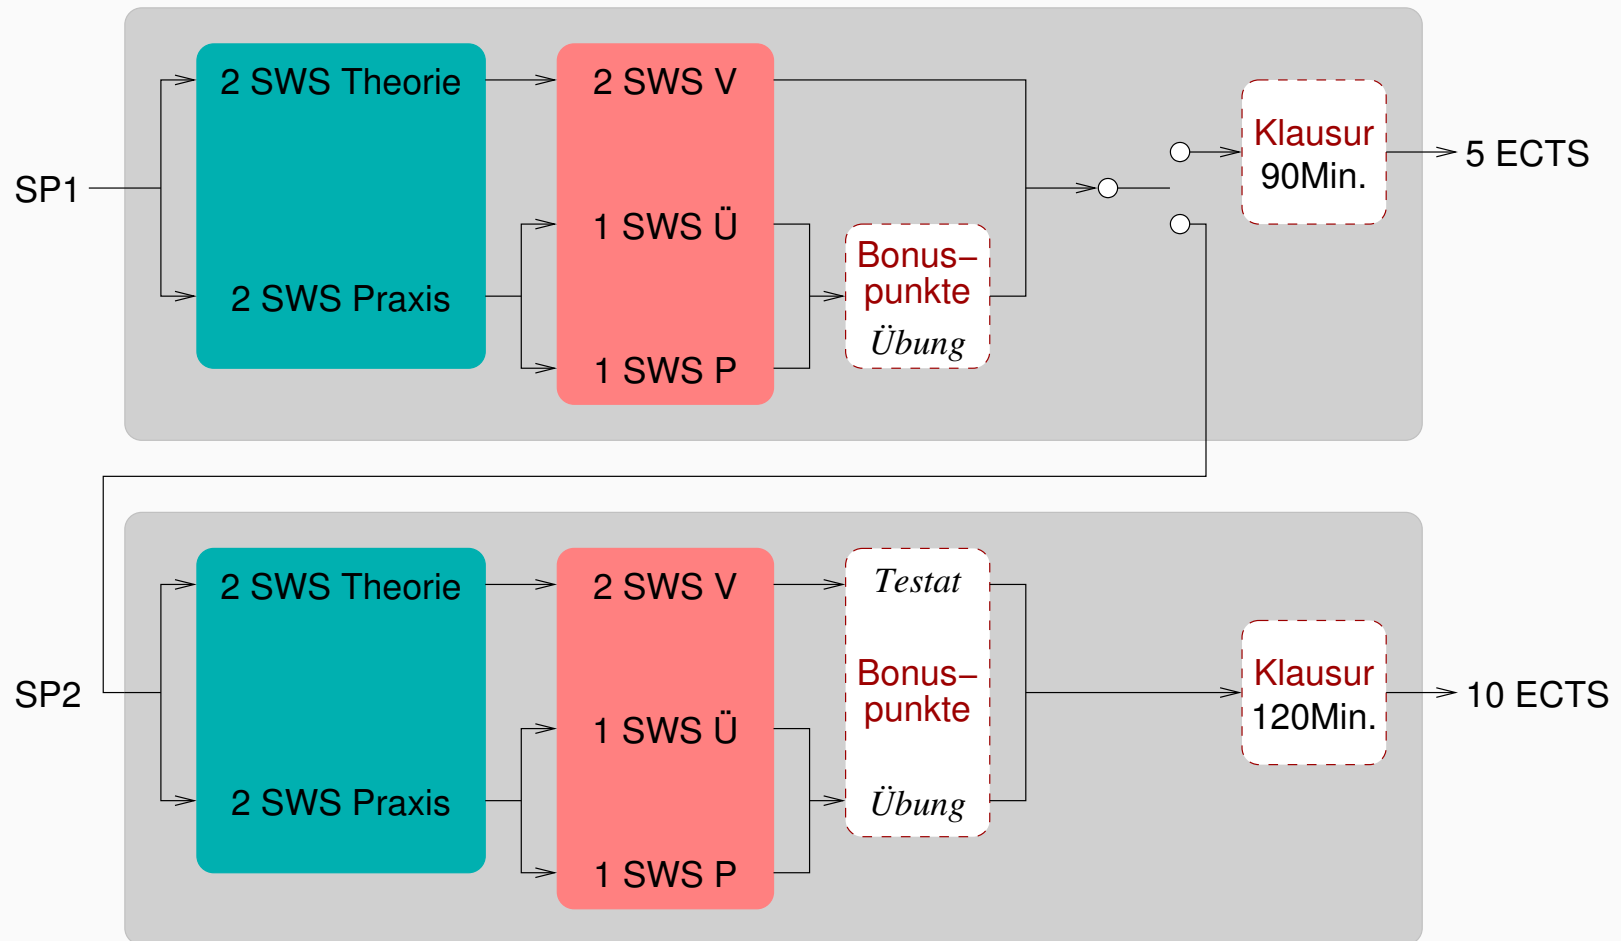 SP1
2 SWS Theorie
2 SWS Praxis
2 SWS V
1 SWS Ü
1 SWS P
Bonus–
punkte
Übung
Klausur
90Min.
5 ECTS
SP2
2 SWS Theorie
2 SWS Praxis
2 SWS V
1 SWS Ü
1 SWS P
Testat
Bonus–
punkte
Übung
Klausur
120Min.
10 ECTS